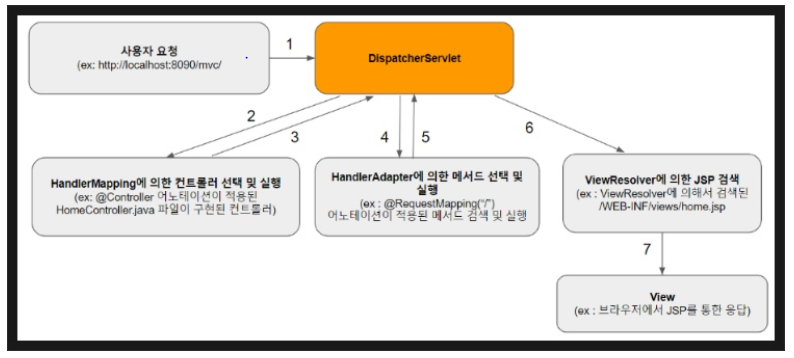 사용자 요청
(ex: http://localhost:8090/mvc/
1
DispatcherServlet
2
3
4
5
6
HandlerMapping에 의한 컨트롤러 선택 및 실행
(ex: @Controller 어노테이션이 적용된
HomeController.java 파일이 구현된 컨트롤러)
HandlerAdapter에 의한 메서드 선택 및
실행
(ex : @RequestMapping("/")
어노테이션이 적용된 메서드 검색 및 실행
ViewResolver에 의한 JSP 검색
(ex : ViewResolver에 의해서 검색된
/WEB-INF/views/home.jsp
7
View
(ex : 브라우저에서 JSP를 통한 응답)